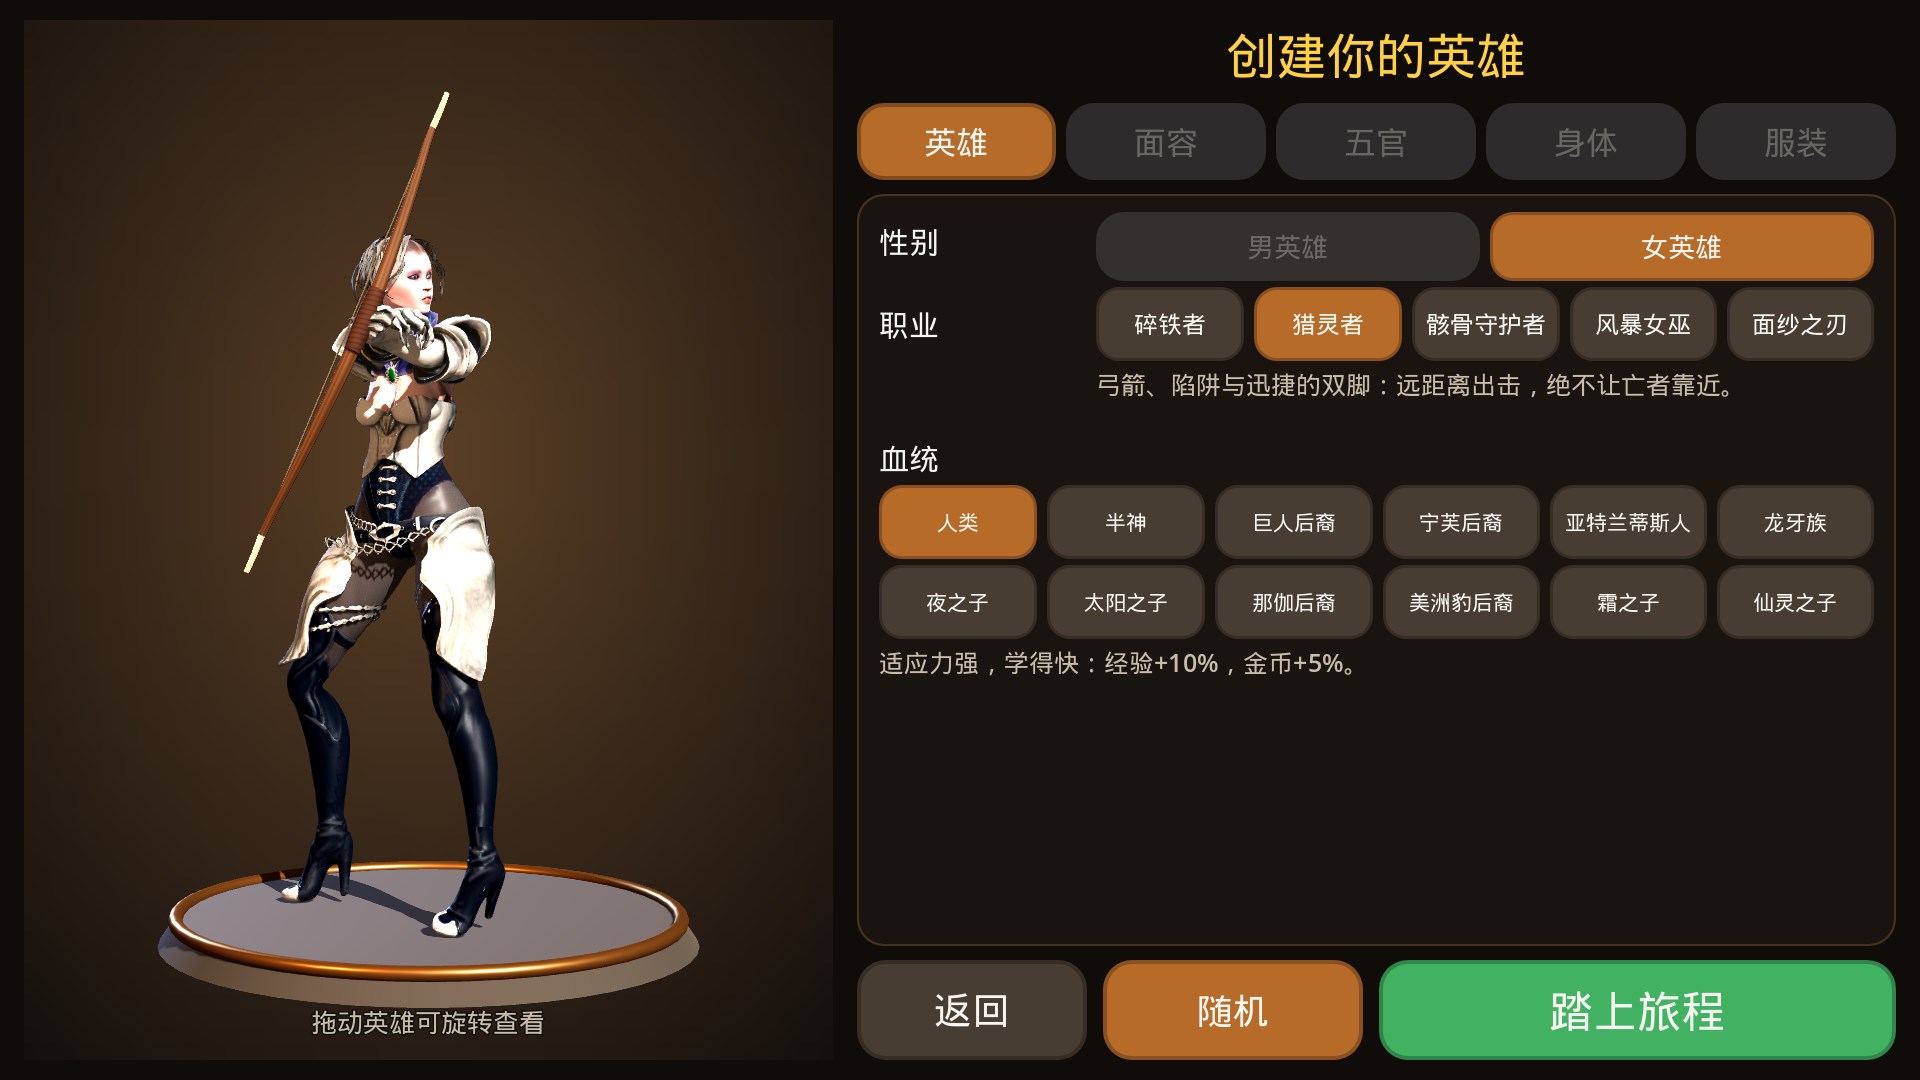 创建你的英雄
英雄 面容 五官 身体 服装
性别 男英雄 女英雄
职业 碎铁者 猎灵者 骸骨守护者 风暴女巫 面纱之刃
弓箭、陷阱与迅捷的双脚：远距离出击，绝不让亡者靠近。
血统
人类 半神 巨人后裔 宁芙后裔 亚特兰蒂斯人 龙牙族
夜之子 太阳之子 那伽后裔 美洲豹后裔 霜之子 仙灵之子
适应力强，学得快：经验+10%，金币+5%。
返回 随机 踏上旅程
拖动英雄可旋转查看